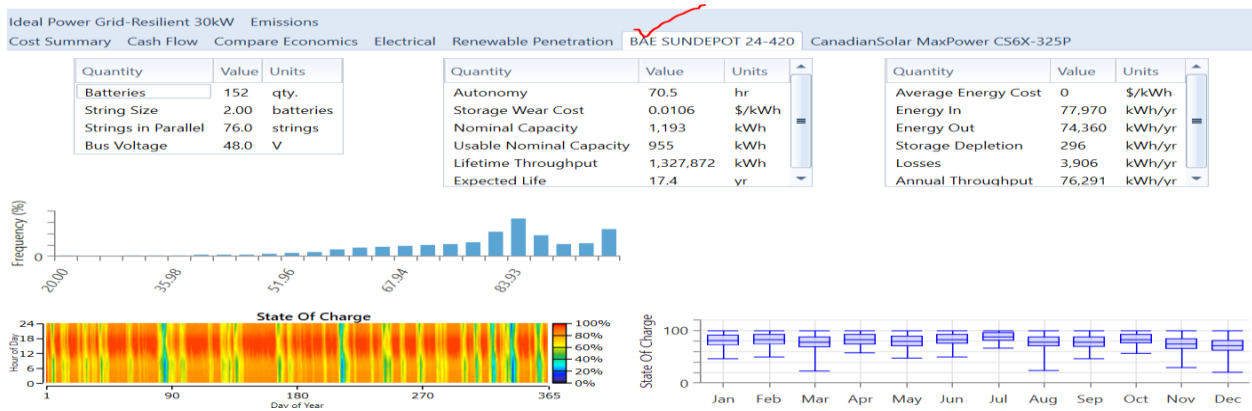 Ideal Power Grid-Resilient 30kW Emissions
Cost Summary Cash Flow Compare Economics Electrical Renewable Penetration BAE SUNDEPOT 24-420 CanadianSolar MaxPower CS6X-325P
Quantity Value Units
Batteries 152 qty.
String Size 2.00 batteries
Strings in Parallel 76.0 strings
Bus Voltage 48.0 V
Quantity Value Units
Autonomy 70.5 hr
Storage Wear Cost 0.0106 $/kWh
Nominal Capacity 1,193 kWh
Usable Nominal Capacity 955 kWh
Lifetime Throughput 1,327,872 kWh
Expected Life 17.4 yr
Quantity Value Units
Average Energy Cost 0 $/kWh
Energy In 77,970 kWh/yr
Energy Out 74,360 kWh/yr
Storage Depletion 296 kWh/yr
Losses 3,906 kWh/yr
Annual Throughput 76,291 kWh/yr
Frequency (%)
0
20.00 35.98 51.96 67.94 83.93
State Of Charge
Hour of Day
24
18
12
6
0
1 90 180 270 365
Day of Year
100%
80%
60%
40%
20%
0%
State Of Charge
100
0
Jan Feb Mar Apr May Jun Jul Aug Sep Oct Nov Dec